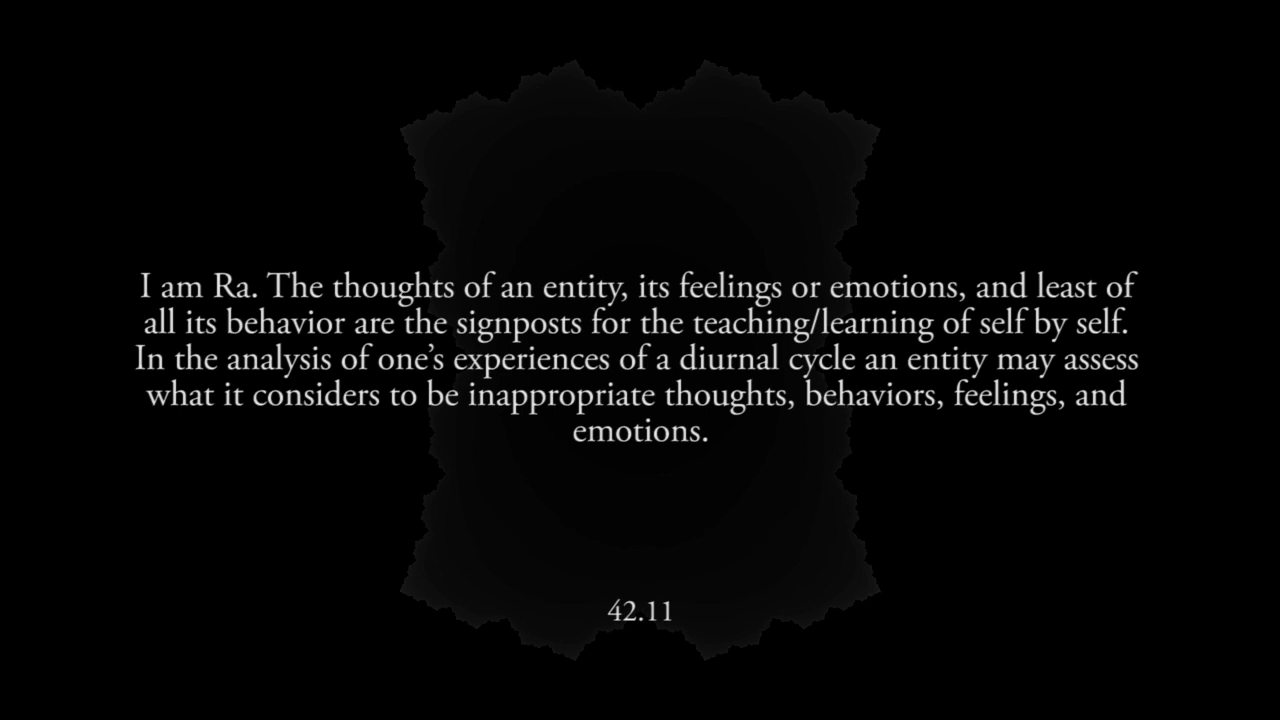 I am Ra. The thoughts of an entity, its feelings or emotions, and least of
all its behavior are the signposts for the teaching/learning of self by self.
In the analysis of one’s experiences of a diurnal cycle an entity may assess
what it considers to be inappropriate thoughts, behaviors, feelings, and
emotions.
42.11